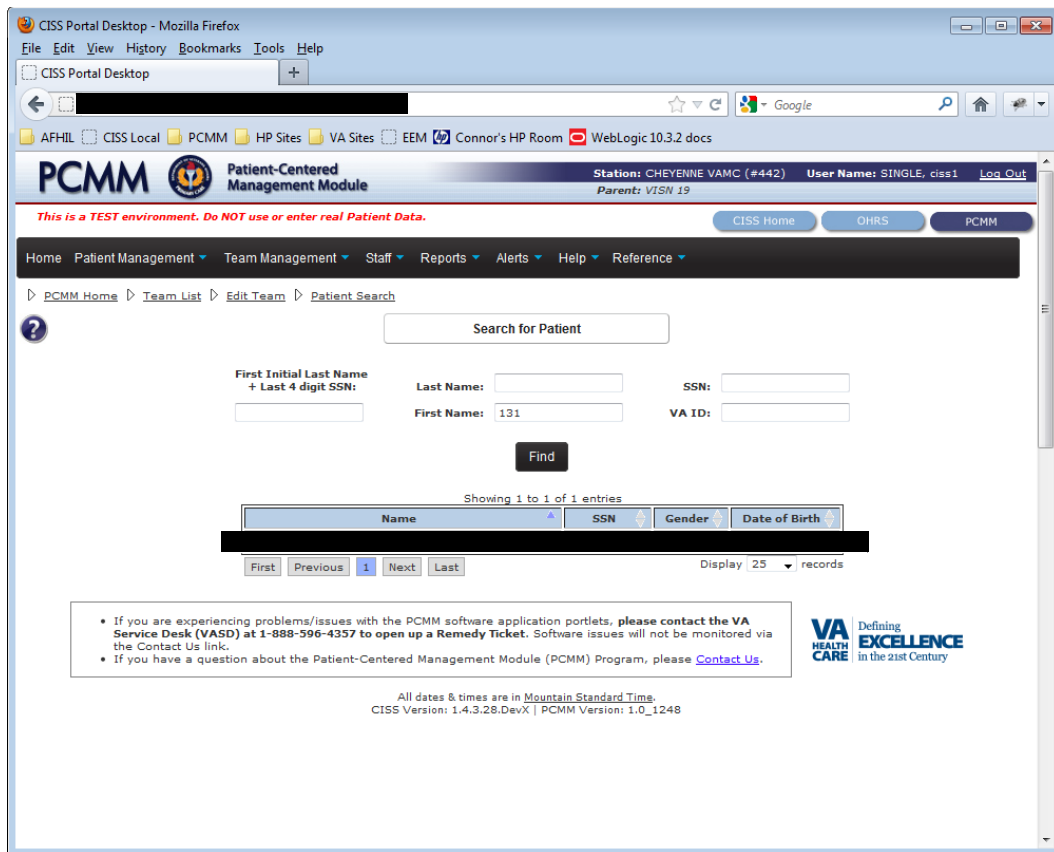 CISS Portal Desktop - Mozilla Firefox
File Edit View History Bookmarks Tools Help
CISS Portal Desktop +
Google
AFHIL CISS Local PCMM HP Sites VA Sites EEM Connor's HP Room WebLogic 10.3.2 docs
PCMM Patient-Centered Management Module
Station: CHEYENNE VAMC (#442) User Name: SINGLE, ciss1 Log Out
Parent: VISN 19
This is a TEST environment. Do NOT use or enter real Patient Data.
CISS Home OHRS PCMM
Home Patient Management Team Management Staff Reports Alerts Help Reference
PCMM Home Team List Edit Team Patient Search
?
Search for Patient
First Initial Last Name
+ Last 4 digit SSN: Last Name: SSN:
First Name: 131 VA ID:
Find
Showing 1 to 1 of 1 entries
Name SSN Gender Date of Birth
First Previous 1 Next Last Display 25 records
• If you are experiencing problems/issues with the PCMM software application portlets, please contact the VA
Service Desk (VASD) at 1-888-596-4357 to open up a Remedy Ticket. Software issues will not be monitored via
the Contact Us link.
• If you have a question about the Patient-Centered Management Module (PCMM) Program, please Contact Us.
VA HEALTH CARE
Defining
EXCELLENCE
in the 21st Century
All dates & times are in Mountain Standard Time.
CISS Version: 1.4.3.28.DevX | PCMM Version: 1.0_1248